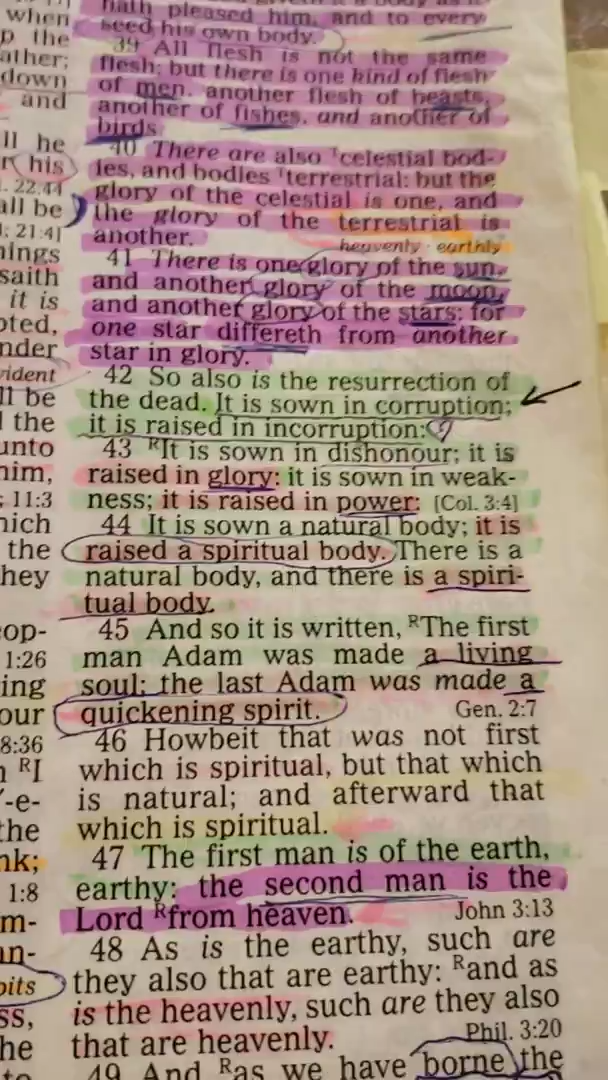 when
p the
ather;
down
and
ll he
r his
. 22:44
all be
: 21:41
nings
saith
it is
oted,
nder
vident
ll be
the
unto
him,
; 11:3
hich
the
hey
eop-
1:26
ing
our
8:36
RI
-e-
the
nk;
1:8
m-
an-
bits
ss,
he
to
hath pleased him, and to every
seed his own body.
39 All flesh is not the same
flesh: but there is one kind of flesh
of men, another flesh of beasts,
another of fishes, and another of
birds.
40 There are also celestial bod-
ies, and bodies terrestrial: but the
glory of the celestial is one, and
the glory of the terrestrial is
another.
heavenly · earthly
41 There is one glory of the sun,
and another glory of the moon,
and another glory of the stars: for
one star differeth from another
star in glory.
42 So also is the resurrection of
the dead. It is sown in corruption;
it is raised in incorruption:
43 RIt is sown in dishonour; it is
raised in glory: it is sown in weak-
ness; it is raised in power: [Col. 3:4]
44 It is sown a natural body; it is
raised a spiritual body. There is a
natural body, and there is a spiri-
tual body.
45 And so it is written, RThe first
man Adam was made a living
soul; the last Adam was made a
quickening spirit. Gen. 2:7
46 Howbeit that was not first
which is spiritual, but that which
is natural; and afterward that
which is spiritual.
47 The first man is of the earth,
earthy: the second man is the
Lord Rfrom heaven. John 3:13
48 As is the earthy, such are
they also that are earthy: Rand as
is the heavenly, such are they also
that are heavenly. Phil. 3:20
49 And Ras we have borne the